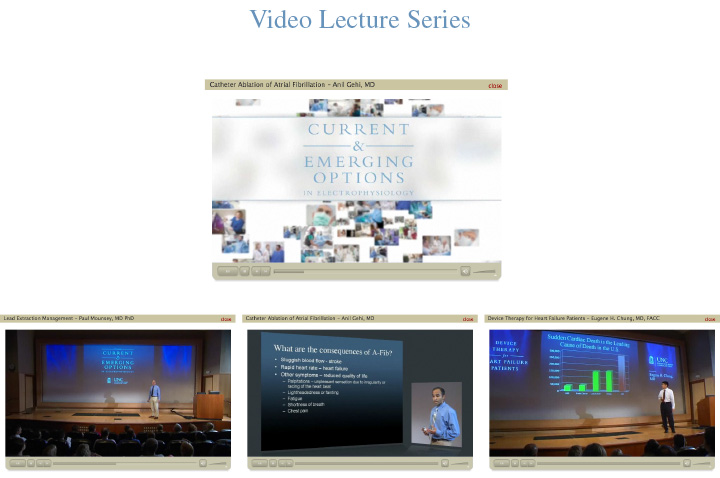 Video Lecture Series
Catheter Ablation of Atrial Fibrillation – Anil Gehi, MD
close
CURRENT
&
EMERGING
OPTIONS
IN ELECTROPHYSIOLOGY
Lead Extraction Management – Paul Mounsey, MD PhD
close
CURRENT
&
EMERGING
OPTIONS
UNC
Catheter Ablation of Atrial Fibrillation – Anil Gehi, MD
close
What are the consequences of A-Fib?
• Sluggish blood flow - stroke
• Rapid heart rate – heart failure
• Other symptoms – reduced quality of life
– Palpitations – unpleasant sensation due to irregularity or
racing of the heart beat
– Lightheadedness or fainting
– Fatigue
– Shortness of breath
– Chest pain
Device Therapy for Heart Failure Patients – Eugene H. Chung, MD, FACC
close
DEVICE
THERAPY
for
ART FAILURE
PATIENTS
Sudden Cardiac Death is the Leading
Cause of Death in the U.S.
UNC